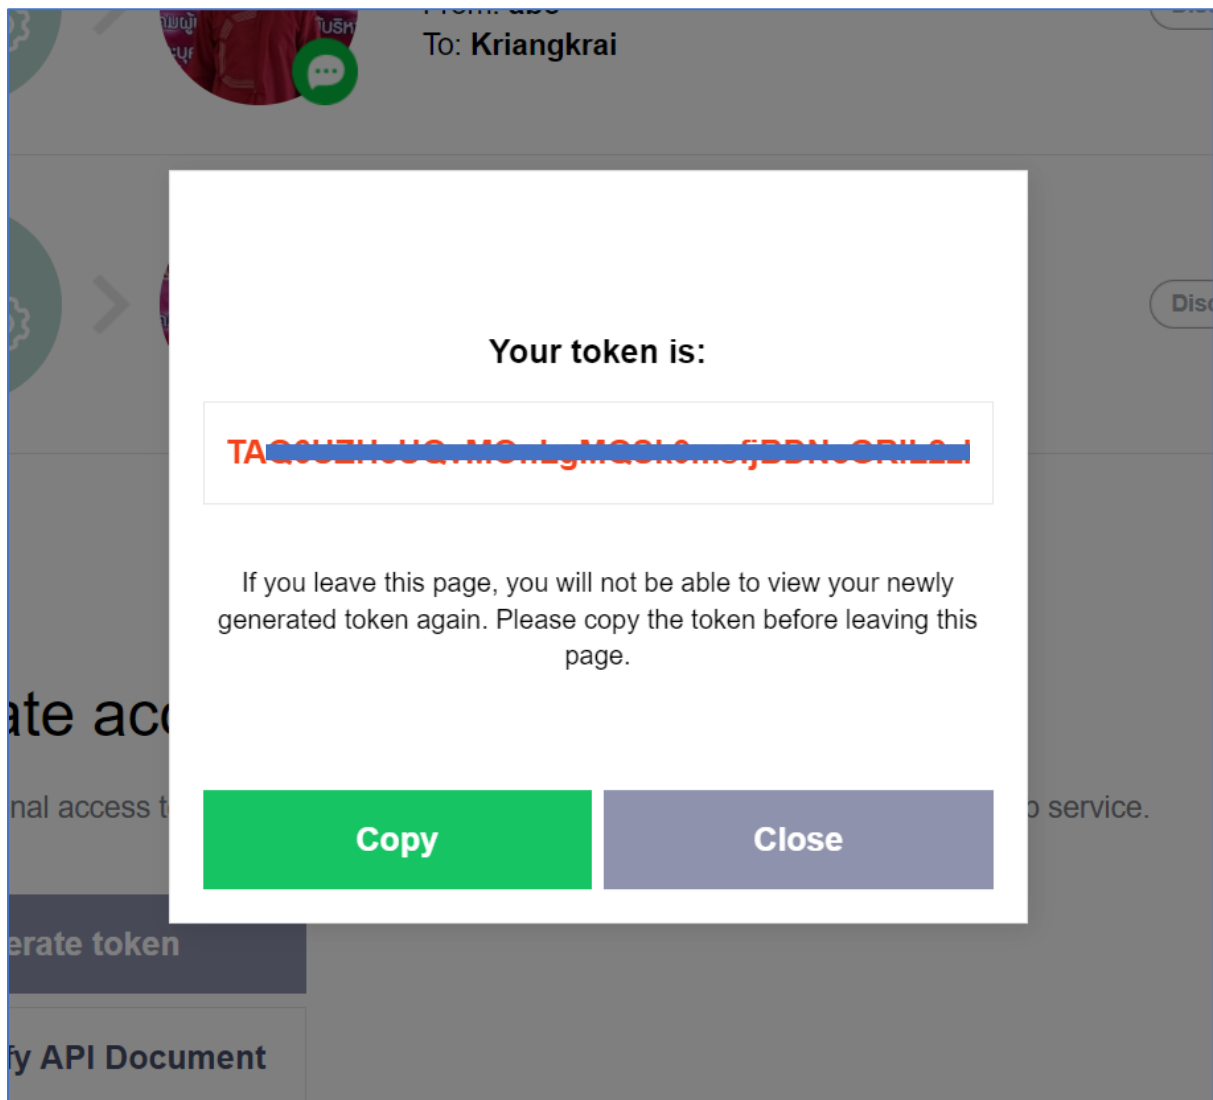 To: Kriangkrai
Your token is:
If you leave this page, you will not be able to view your newly
generated token again. Please copy the token before leaving this
page.
ate acc
nal access t
service.
Copy
Close
erate token
fy API Document